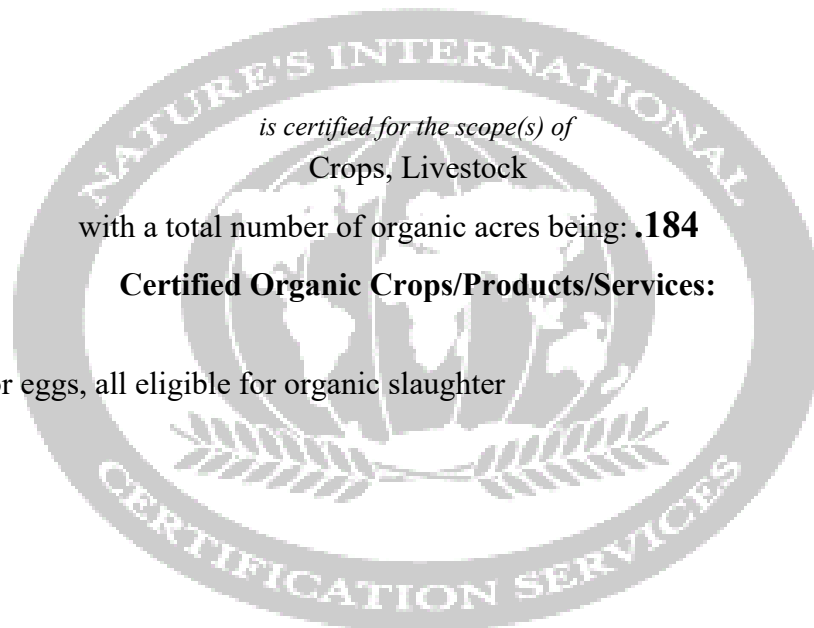 NATURE'S INTERNATIONAL
is certified for the scope(s) of
Crops, Livestock
with a total number of organic acres being: .184
Certified Organic Crops/Products/Services:
eggs, all eligible for organic slaughter
CERTIFICATION SERVICES